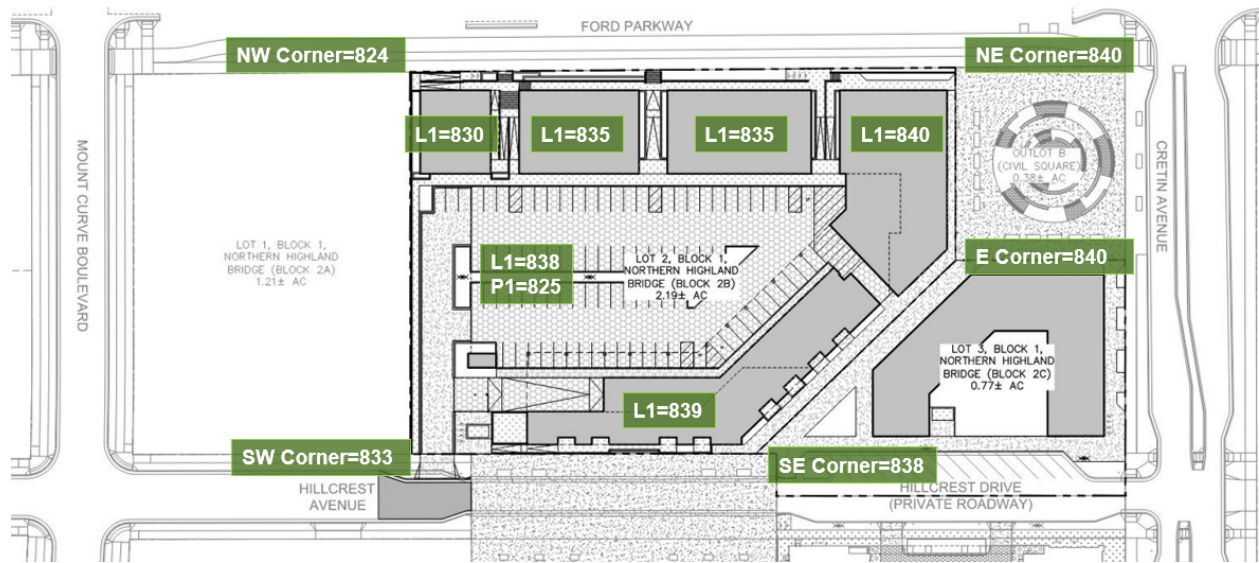 FORD PARKWAY
NW Corner=824
NE Corner=840
L1=830
L1=835
L1=835
L1=840
MOUNT CURVE BOULEVARD
CRETIN AVENUE
OUTLOT B
(CIVIL SQUARE)
0.38± AC
LOT 1, BLOCK 1,
NORTHERN HIGHLAND
BRIDGE (BLOCK 2A)
1.21± AC
L1=838
P1=825
LOT 2, BLOCK 1,
NORTHERN HIGHLAND
BRIDGE (BLOCK 2B)
2.19± AC
E Corner=840
LOT 3, BLOCK 1,
NORTHERN HIGHLAND
BRIDGE (BLOCK 2C)
0.77± AC
L1=839
SW Corner=833
SE Corner=838
HILLCREST
AVENUE
HILLCREST DRIVE
(PRIVATE ROADWAY)